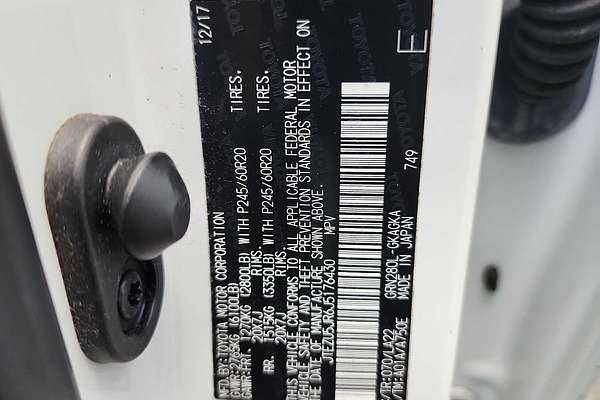 MFD.BY:TOYOTA MOTOR CORPORATION 12/17
GVWR:2765KG (6100LB)
GAWR:FRT. 1270KG (2800LB) WITH P245/60R20 TIRES,
20X7J RIMS.
RR. 1515KG (3350LB) WITH P245/60R20 TIRES,
20X7J RIMS.
THIS VEHICLE CONFORMS TO ALL APPLICABLE FEDERAL MOTOR
VEHICLE SAFETY AND THEFT PREVENTION STANDARDS IN EFFECT ON
THE DATE OF MANUFACTURE SHOWN ABOVE.
JTEZU5JR6J5176430 MPV
C/TR:070/LA22 GRN280L-GKAGKA
A/TM:A01A/A750E MADE IN JAPAN
749
E
TOYOTA